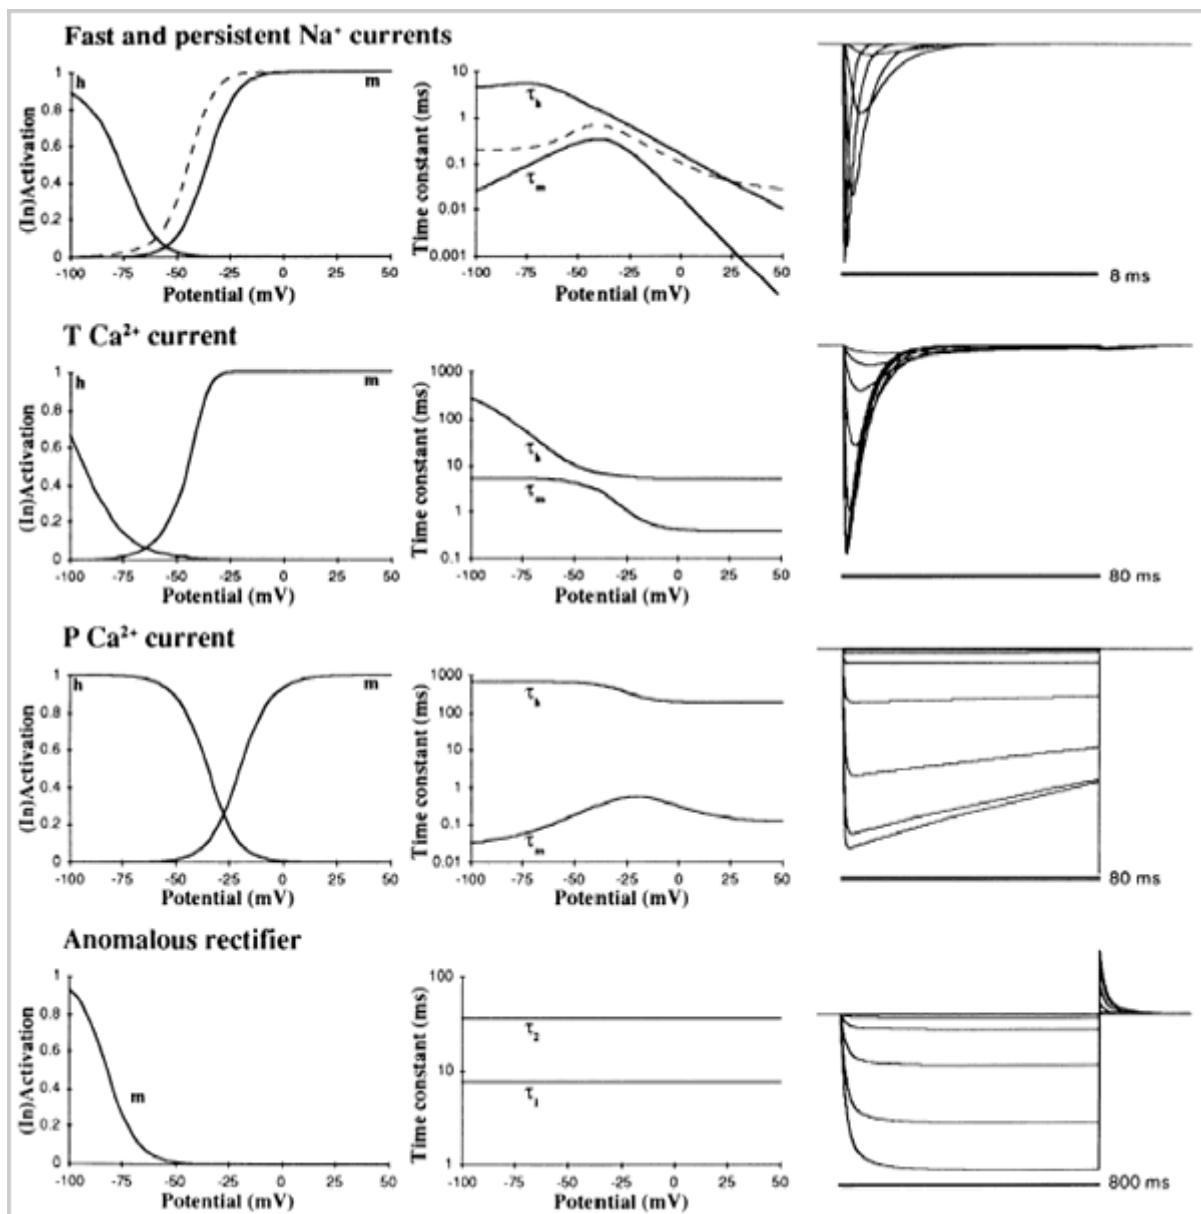 Fast and persistent Na⁺ currents
(In)Activation
1
0.8
0.6
0.4
0.2
0
h
m
-100 -75 -50 -25 0 25 50
Potential (mV)
Time constant (ms)
10
1
0.1
0.01
0.001
τh
τm
-100 -75 -50 -25 0 25 50
Potential (mV)
8 ms
T Ca²⁺ current
(In)Activation
1
0.8
0.6
0.4
0.2
0
h
m
-100 -75 -50 -25 0 25 50
Potential (mV)
Time constant (ms)
1000
100
10
1
0.1
τh
τm
-100 -75 -50 -25 0 25 50
Potential (mV)
80 ms
P Ca²⁺ current
(In)Activation
1
0.8
0.6
0.4
0.2
0
h
m
-100 -75 -50 -25 0 25 50
Potential (mV)
Time constant (ms)
1000
100
10
1
0.1
0.01
τh
τm
-100 -75 -50 -25 0 25 50
Potential (mV)
80 ms
Anomalous rectifier
(In)Activation
1
0.8
0.6
0.4
0.2
0
m
-100 -75 -50 -25 0 25 50
Potential (mV)
Time constant (ms)
100
10
1
τ2
τ1
-100 -75 -50 -25 0 25 50
Potential (mV)
800 ms